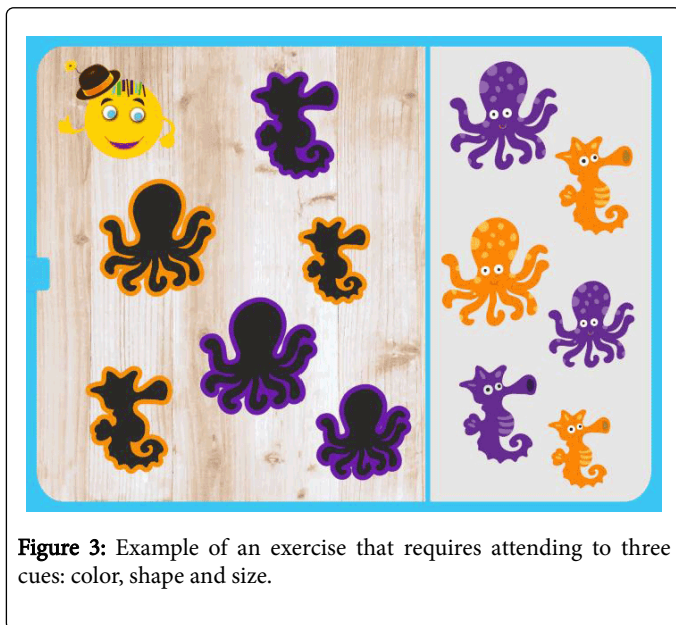 Figure 3: Example of an exercise that requires attending to three
cues: color, shape and size.